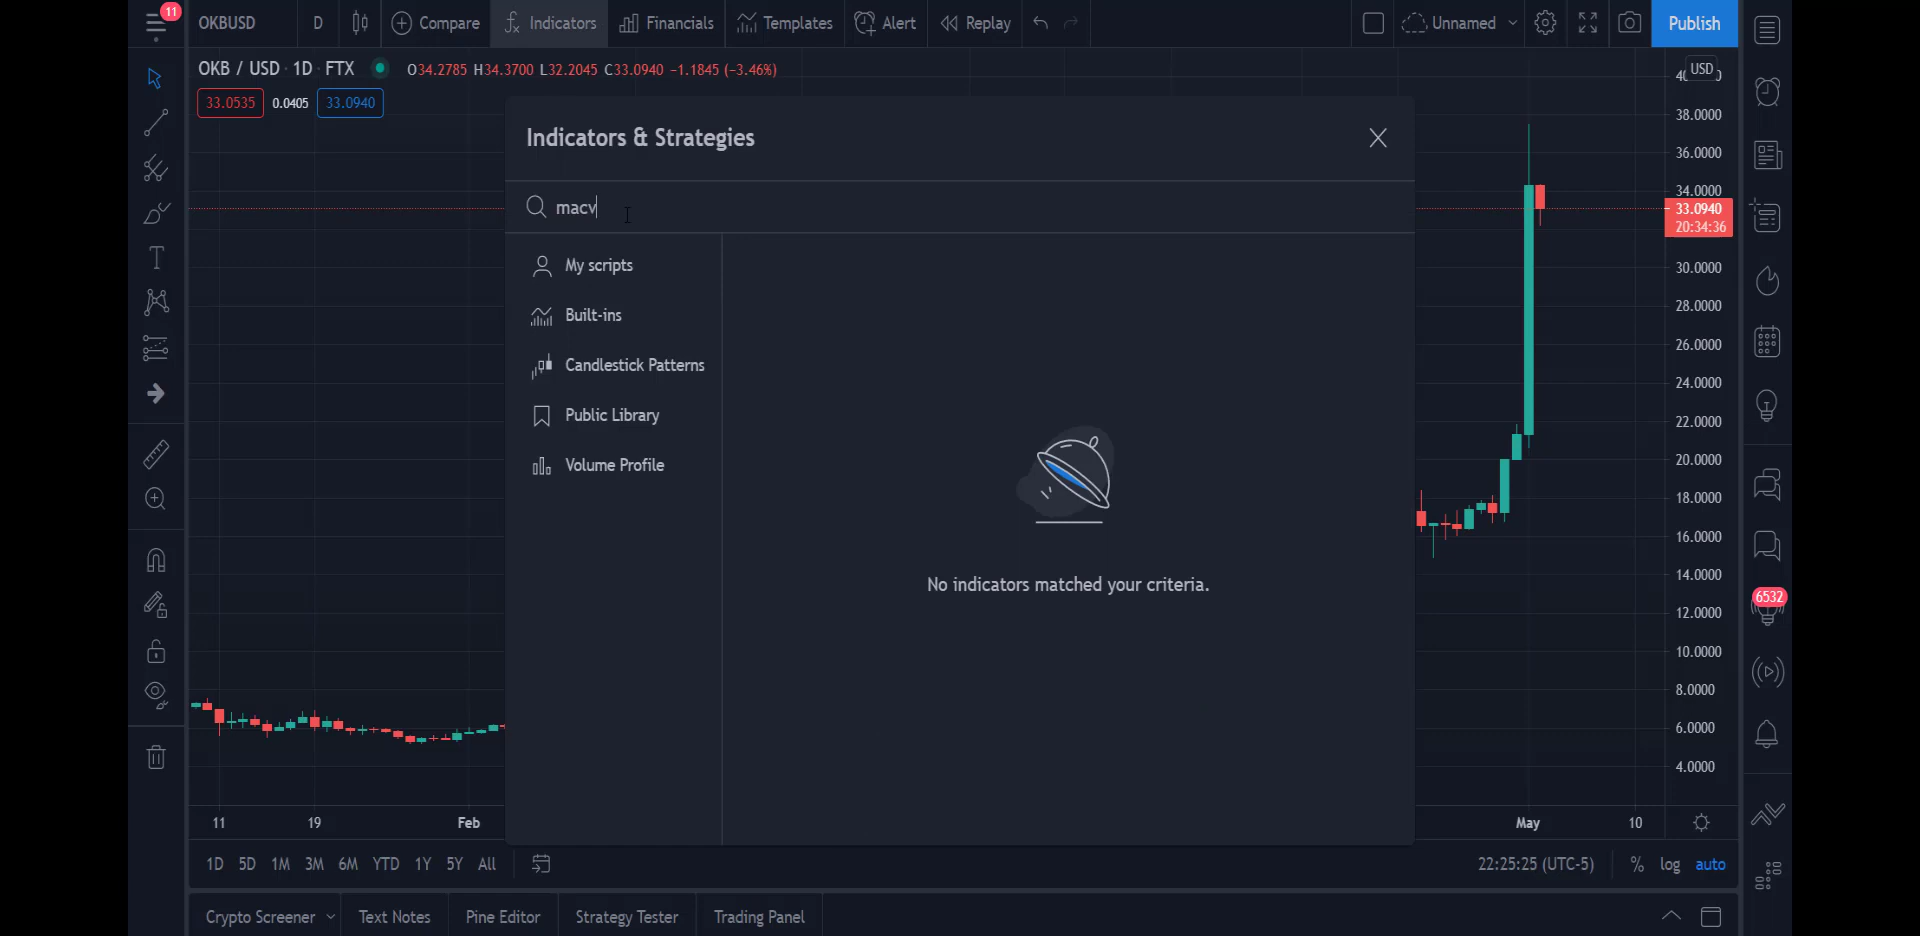 11
OKBUSD D Compare Indicators Financials Templates Alert Replay Unnamed Publish
OKB / USD · 1D · FTX O34.2785 H34.3700 L32.2045 C33.0940 −1.1845 (−3.46%)
33.0535 0.0405 33.0940
USD
38.0000
36.0000
34.0000
33.0940
20:34:36
30.0000
28.0000
26.0000
24.0000
22.0000
20.0000
18.0000
16.0000
14.0000
12.0000
10.0000
8.0000
6.0000
4.0000
Indicators & Strategies
macv
My scripts
Built-ins
Candlestick Patterns
Public Library
Volume Profile
No indicators matched your criteria.
6532
11 19 Feb May 10
1D 5D 1M 3M 6M YTD 1Y 5Y All 22:25:25 (UTC-5) % log auto
Crypto Screener Text Notes Pine Editor Strategy Tester Trading Panel